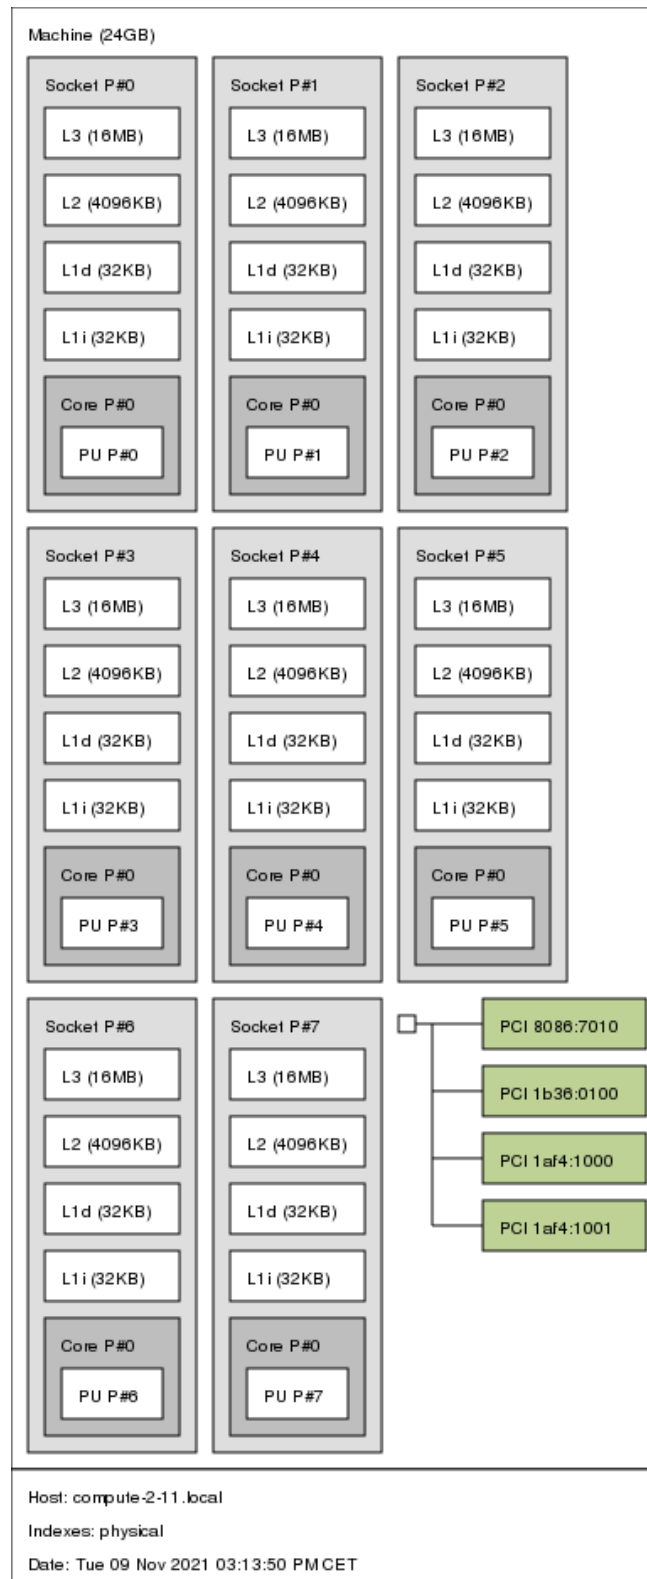 Machine (24GB)
Socket P#0
L3 (16MB)
L2 (4096KB)
L1d (32KB)
L1i (32KB)
Core P#0
PU P#0
Socket P#1
L3 (16MB)
L2 (4096KB)
L1d (32KB)
L1i (32KB)
Core P#0
PU P#1
Socket P#2
L3 (16MB)
L2 (4096KB)
L1d (32KB)
L1i (32KB)
Core P#0
PU P#2
Socket P#3
L3 (16MB)
L2 (4096KB)
L1d (32KB)
L1i (32KB)
Core P#0
PU P#3
Socket P#4
L3 (16MB)
L2 (4096KB)
L1d (32KB)
L1i (32KB)
Core P#0
PU P#4
Socket P#5
L3 (16MB)
L2 (4096KB)
L1d (32KB)
L1i (32KB)
Core P#0
PU P#5
Socket P#6
L3 (16MB)
L2 (4096KB)
L1d (32KB)
L1i (32KB)
Core P#0
PU P#6
Socket P#7
L3 (16MB)
L2 (4096KB)
L1d (32KB)
L1i (32KB)
Core P#0
PU P#7
PCI 8086:7010
PCI 1b36:0100
PCI 1af4:1000
PCI 1af4:1001
Host: compute-2-11.local
Indexes: physical
Date: Tue 09 Nov 2021 03:13:50 PM CET